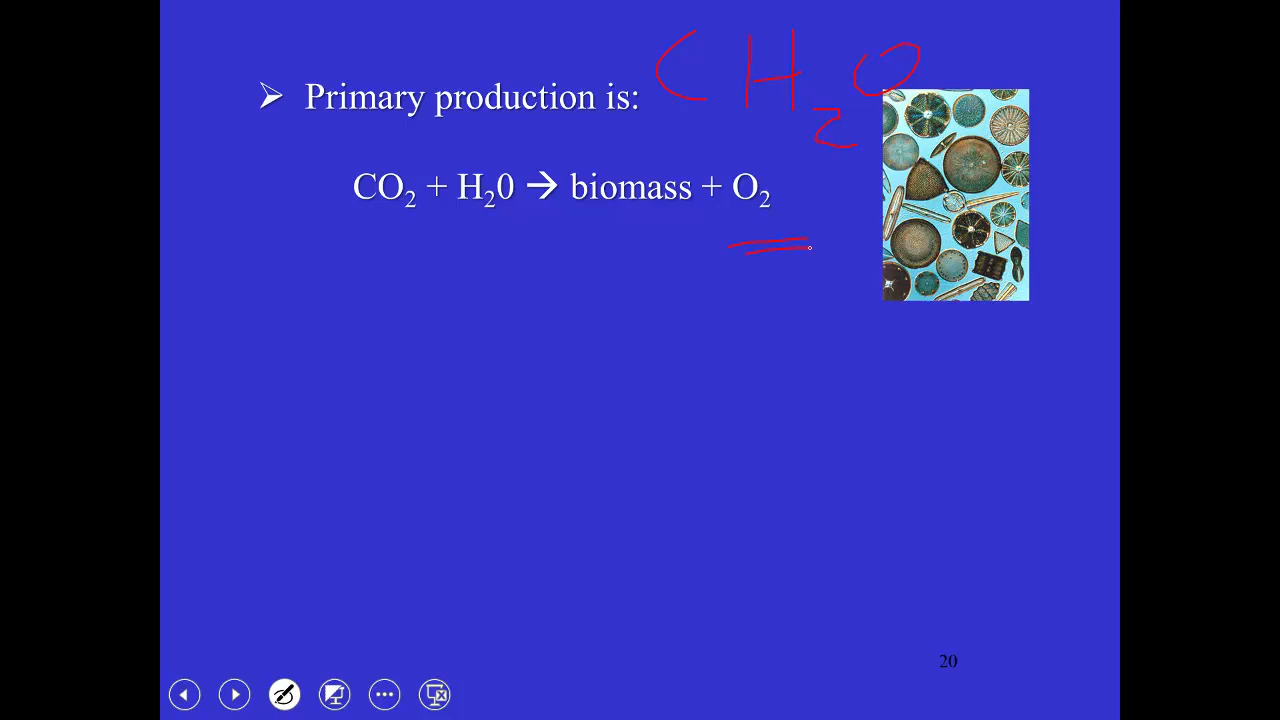 CH₂O
➢ Primary production is:
CO₂ + H₂0 → biomass + O₂
20